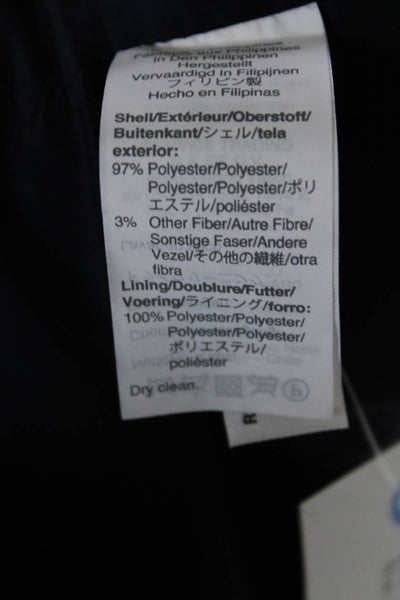 Fabriqué aux Philippines
In Den Philippinen
Hergestellt
Vervaardigd in Filipijnen
フィリピン製
Hecho en Filipinas
Shell/Extérieur/Oberstoff/
Buitenkant/シェル/tela
exterior:
97% Polyester/Polyester/
Polyester/Polyester/ポリ
エステル/poliéster
3% Other Fiber/Autre Fibre/
Sonstige Faser/Andere
Vezel/その他の繊維/otra
fibra
Lining/Doublure/Futter/
Voering/ライニング/forro:
100% Polyester/Polyester/
Polyester/Polyester/
ポリエステル/
poliéster
Dry clean.
R